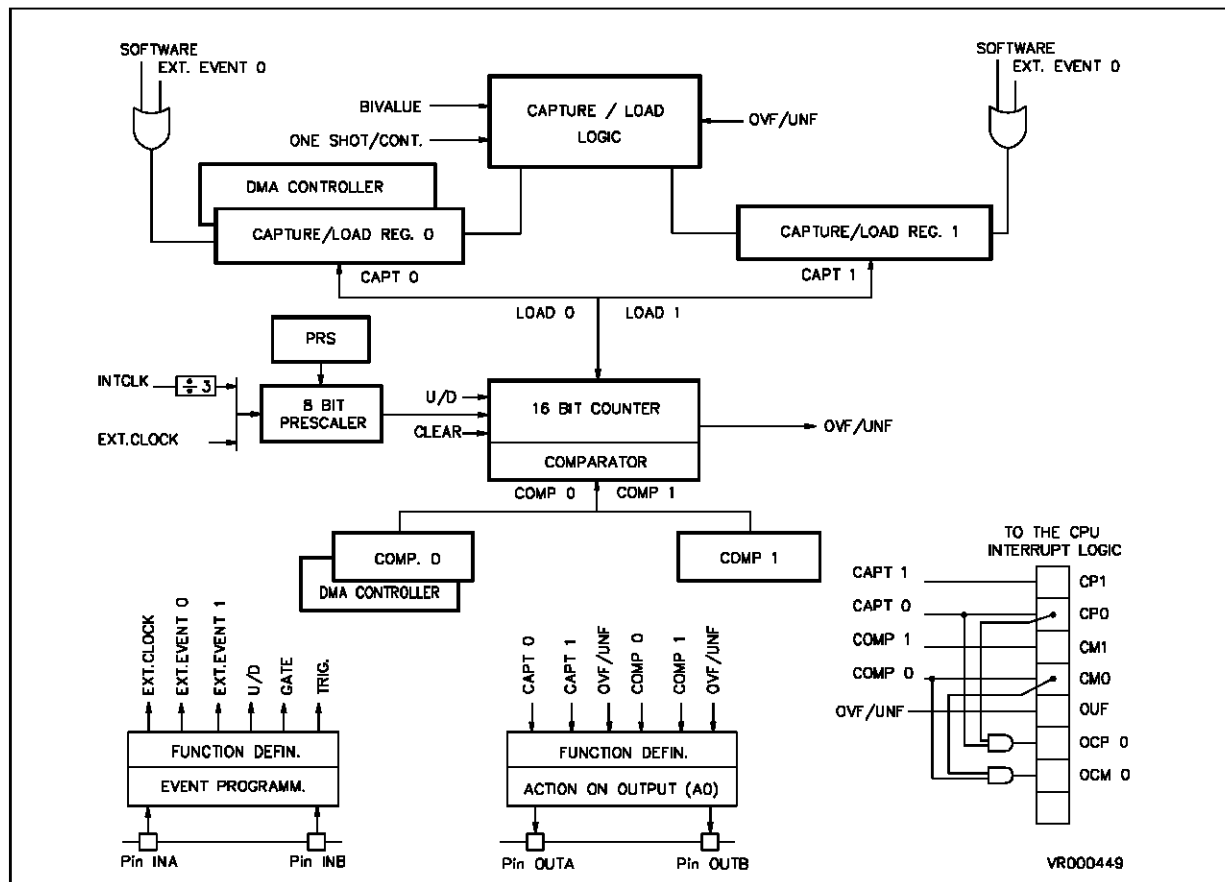 SOFTWARE
EXT. EVENT 0
SOFTWARE
EXT. EVENT 0
BIVALUE
ONE SHOT/CONT.
CAPTURE / LOAD
LOGIC
OVF/UNF
DMA CONTROLLER
CAPTURE/LOAD REG. 0
CAPTURE/LOAD REG. 1
CAPT 0
CAPT 1
LOAD 0
LOAD 1
PRS
INTCLK
÷ 3
8 BIT
PRESCALER
EXT.CLOCK
U/D
CLEAR
16 BIT COUNTER
COMPARATOR
OVF/UNF
COMP 0
COMP 1
COMP. 0
DMA CONTROLLER
COMP 1
TO THE CPU
INTERRUPT LOGIC
CAPT 1
CP1
CAPT 0
CP0
COMP 1
CM1
COMP 0
CM0
OVF/UNF
OUF
OCP 0
OCM 0
EXT.CLOCK
EXT.EVENT 0
EXT.EVENT 1
U/D
GATE
TRIG.
FUNCTION DEFIN.
EVENT PROGRAMM.
Pin INA
Pin INB
CAPT 0
CAPT 1
OVF/UNF
COMP 0
COMP 1
OVF/UNF
FUNCTION DEFIN.
ACTION ON OUTPUT (AO)
Pin OUTA
Pin OUTB
VR000449